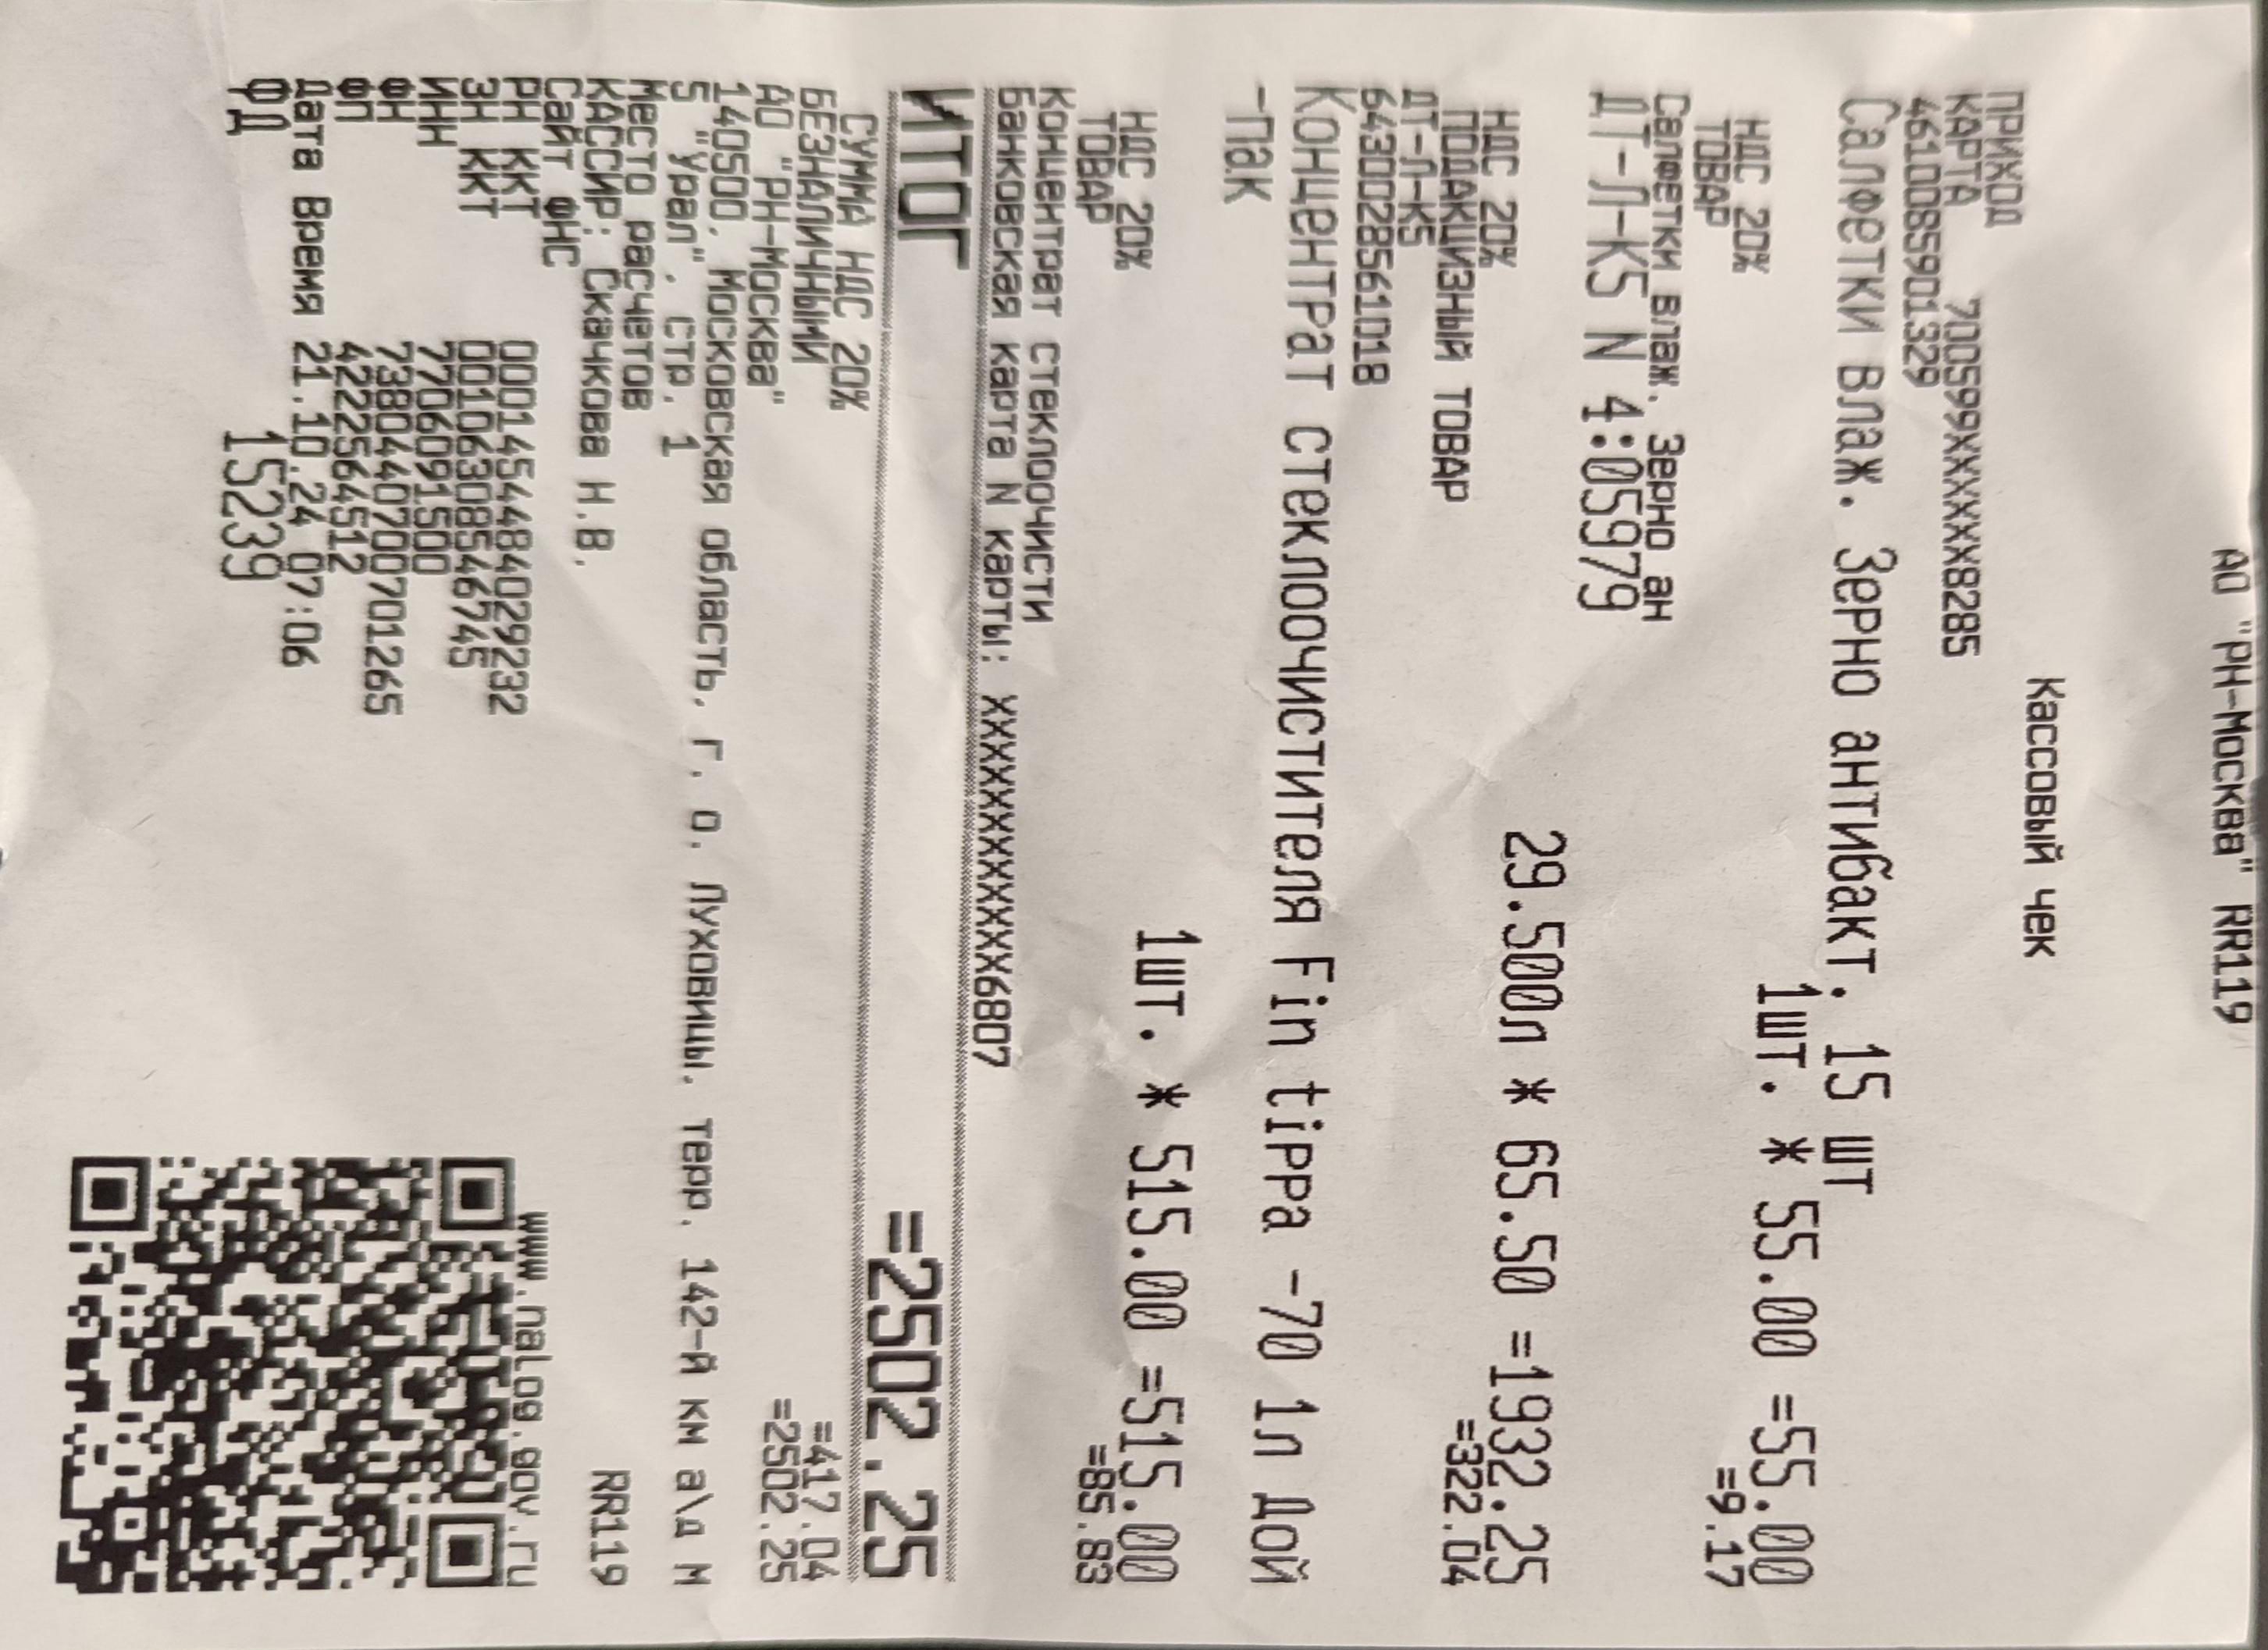 АО "РН-Москва" RR119
Кассовый чек
ПРИХОД
КАРТА 700599XXXXXX8285
4610085901329
Салфетки влаж. Зерно антибакт. 15 шт
1шт. * 55.00 =55.00
НДС 20% =9.17
ТОВАР
Салфетки влаж. Зерно ан
ДТ-Л-К5 N 4:05979
29.500л * 65.50 =1932.25
НДС 20% =322.04
ПОДАКЦИЗНЫЙ ТОВАР
ДТ-Л-К5
6430028561018
Концентрат стеклоочистителя Fin tippa -70 1л Дой
-пак
1шт. * 515.00 =515.00
НДС 20% =85.83
ТОВАР
Концентрат стеклоочисти
Банковская карта N карты: XXXXXXXXXXXX6807
ИТОГ =2502.25
СУММА НДС 20% =417.04
БЕЗНАЛИЧНЫМИ =2502.25
АО "РН-Москва"
140500, Московская область, г. о. Луховицы, терр. 142-й км а\д М
5 "Урал", стр. 1
Место расчетов RR119
КАССИР: Скачкова Н.В.
Сайт ФНС www.nalog.gov.ru
РН ККТ 0001454484029232
ЗН ККТ 00106308546745
ИНН 7706091500
ФН 7380440700701265
ФП 4222564512
Дата Время 21.10.24 07:06
ФД 15239